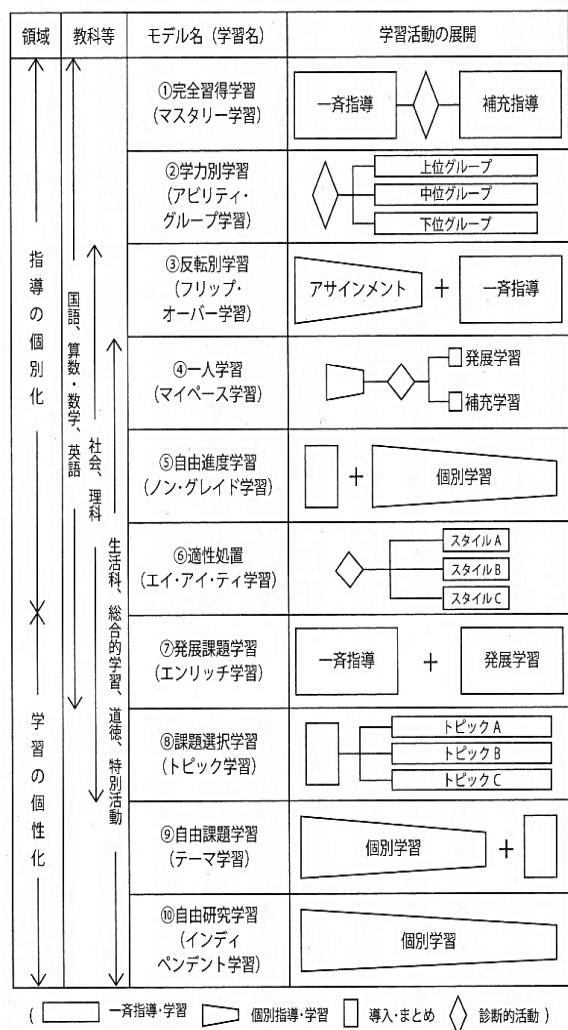 領域 教科等 モデル名（学習名） 学習活動の展開
指導の個別化
学習の個性化
国語、算数・数学、英語
社会、理科
生活科、総合的学習、道徳、特別活動
①完全習得学習
（マスタリー学習）
一斉指導 補充指導
②学力別学習
（アビリティ・
グループ学習）
上位グループ
中位グループ
下位グループ
③反転別学習
（フリップ・
オーバー学習）
アサインメント + 一斉指導
④一人学習
（マイペース学習）
発展学習
補充学習
⑤自由進度学習
（ノン・グレイド学習）
+ 個別学習
⑥適性処置
（エイ・アイ・ティ学習）
スタイルA
スタイルB
スタイルC
⑦発展課題学習
（エンリッチ学習）
一斉指導 + 発展学習
⑧課題選択学習
（トピック学習）
トピックA
トピックB
トピックC
⑨自由課題学習
（テーマ学習）
個別学習 +
⑩自由研究学習
（インディ
ペンデント学習）
個別学習
（ 一斉指導・学習 個別指導・学習 導入・まとめ 診断的活動 ）